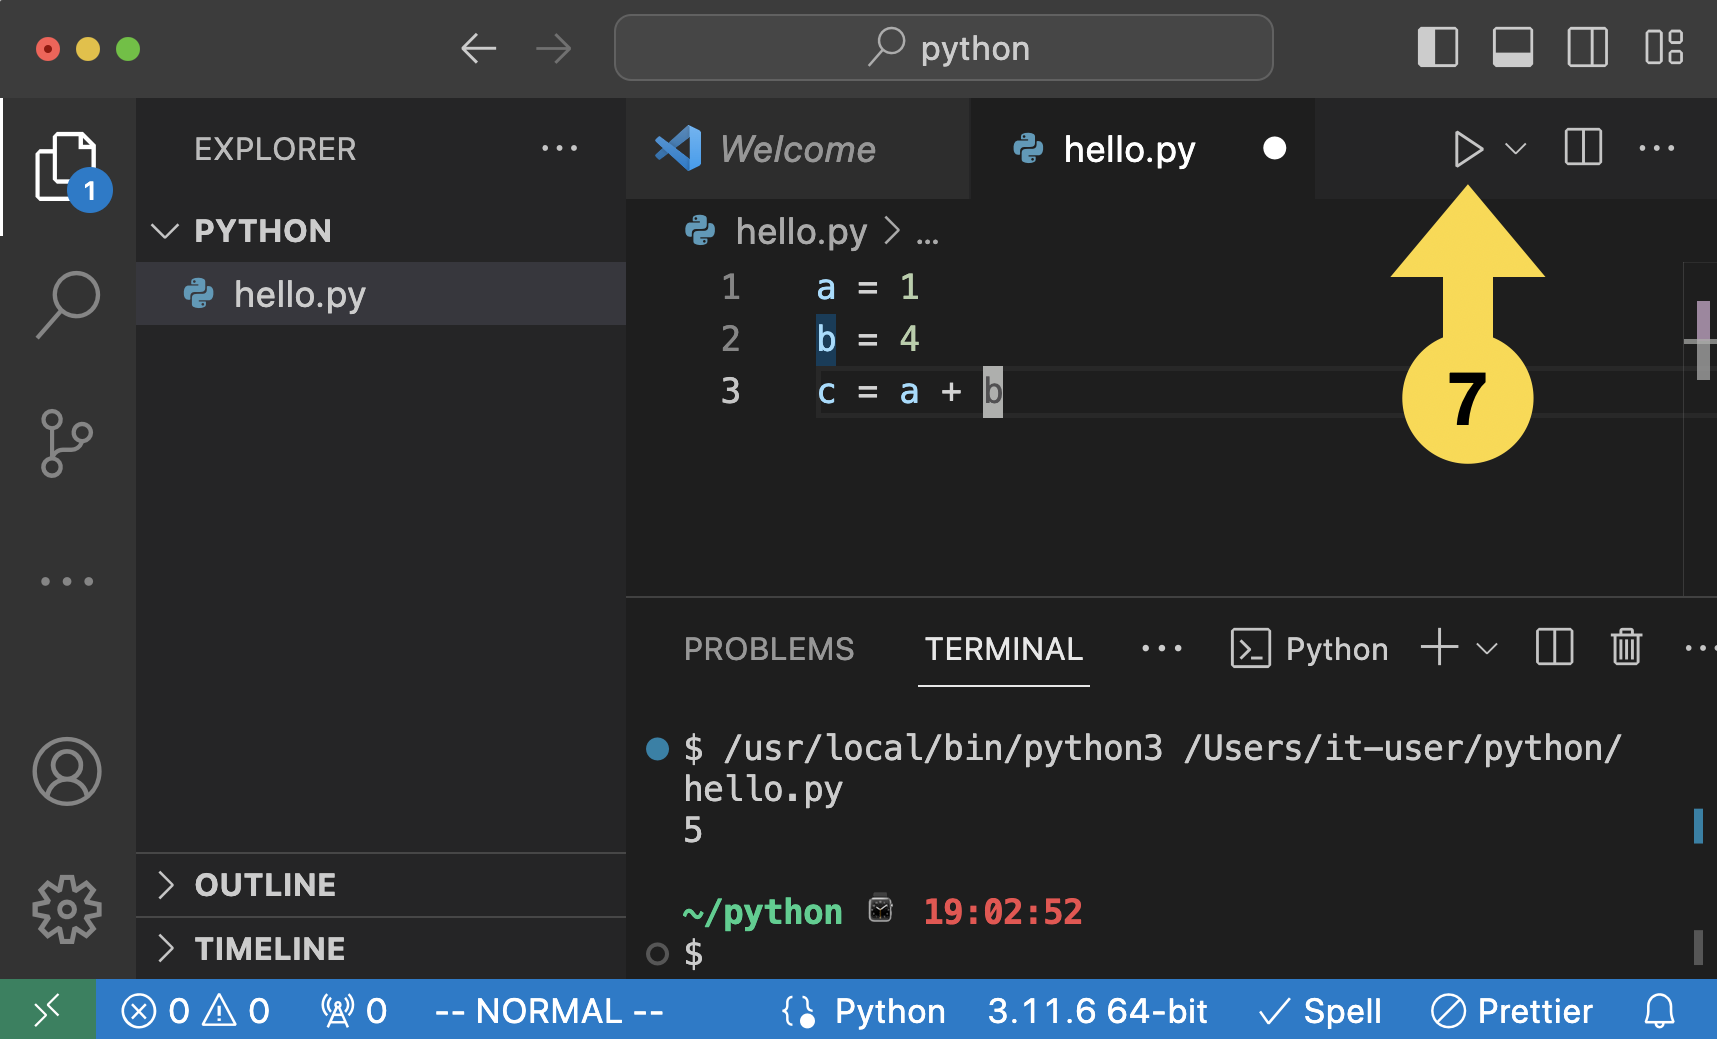 python
EXPLORER
1
PYTHON
hello.py
OUTLINE
TIMELINE
Welcome
hello.py
hello.py > ...
1 a = 1
2 b = 4
3 c = a + b
7
PROBLEMS TERMINAL Python
$ /usr/local/bin/python3 /Users/it-user/python/
hello.py
5
~/python 19:02:52
$
0 0 0 -- NORMAL -- Python 3.11.6 64-bit Spell Prettier